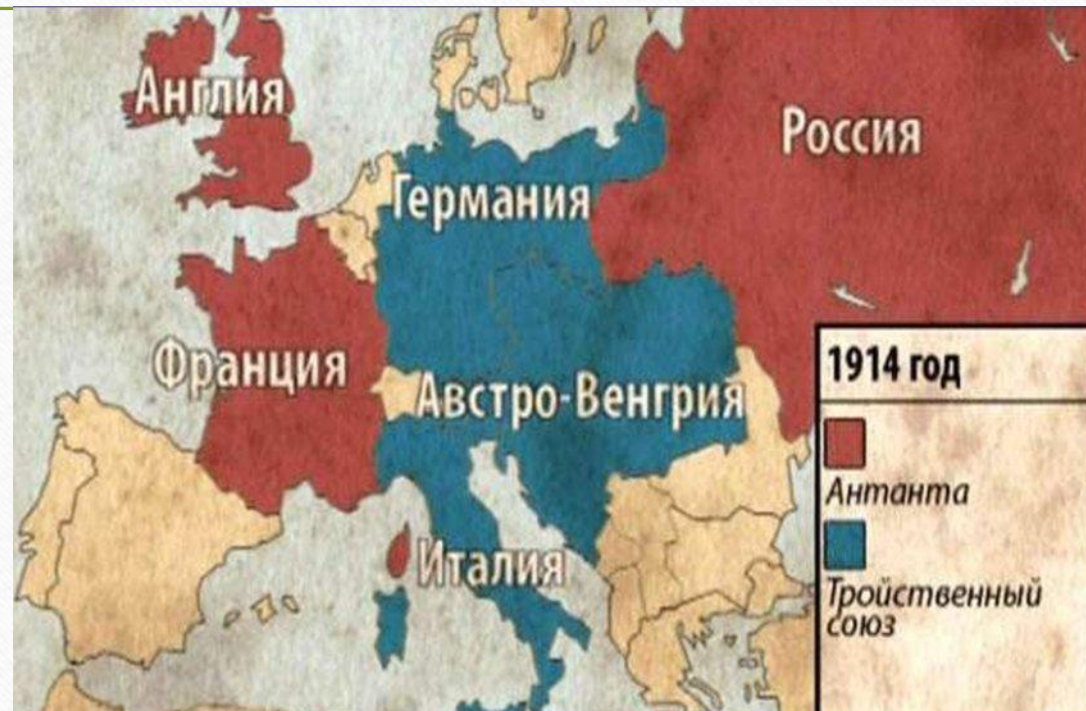 Англия
Россия
Германия
Франция
Австро-Венгрия
Италия
1914 год
Антанта
Тройственный
союз